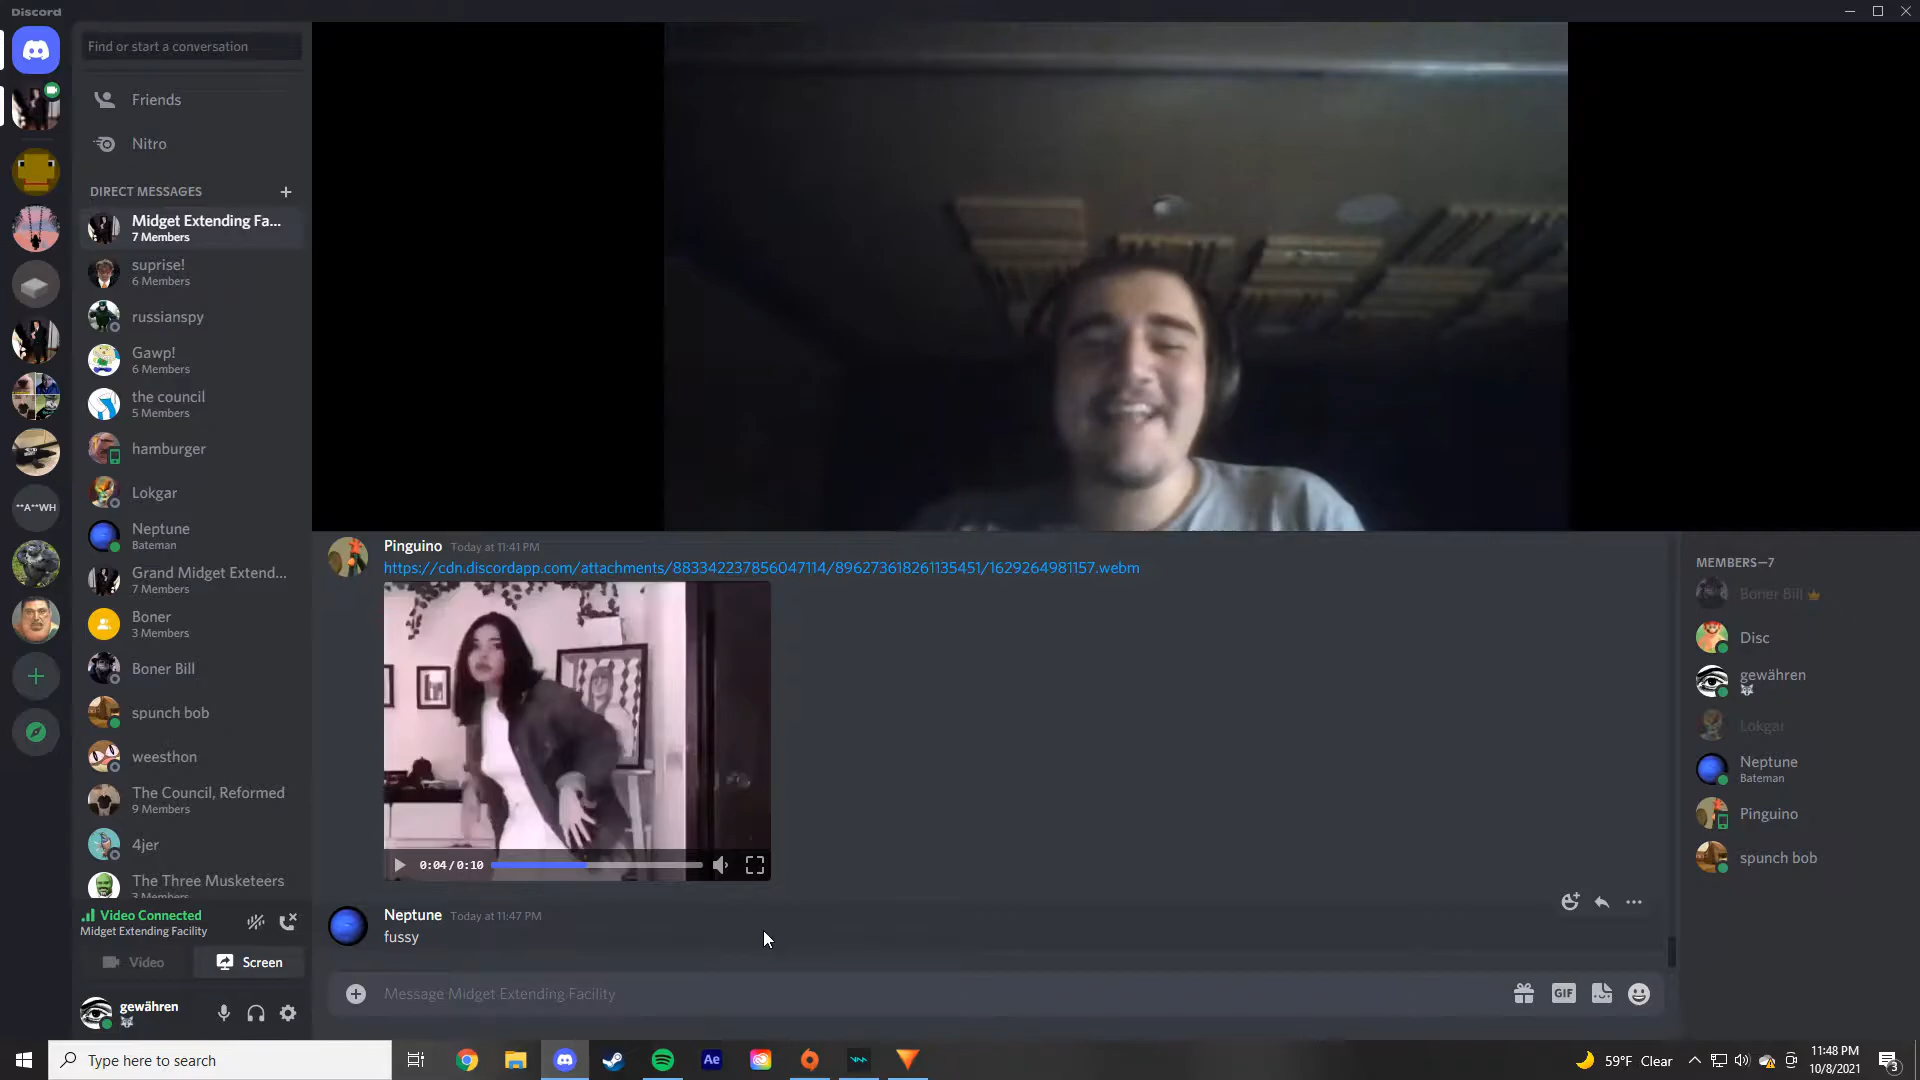 Discord
Find or start a conversation
Friends
Nitro
DIRECT MESSAGES
Midget Extending Fa...
7 Members
suprise!
6 Members
russianspy
Gawp!
6 Members
the council
5 Members
hamburger
Lokgar
Neptune
Bateman
Grand Midget Extend...
7 Members
Boner
3 Members
Boner Bill
spunch bob
weesthon
The Council, Reformed
9 Members
4jer
The Three Musketeers
3 Members
**A**WH
Video Connected
Midget Extending Facility
Video
Screen
gewähren
Pinguino Today at 11:41 PM
https://cdn.discordapp.com/attachments/883342237856047114/896273618261135451/1629264981157.webm
0:04/0:10
Neptune Today at 11:47 PM
fussy
Message Midget Extending Facility
GIF
MEMBERS—7
Boner Bill
Disc
gewähren
Lokgar
Neptune
Bateman
Pinguino
spunch bob
Type here to search
Ae
59°F Clear
11:48 PM
10/8/2021
3